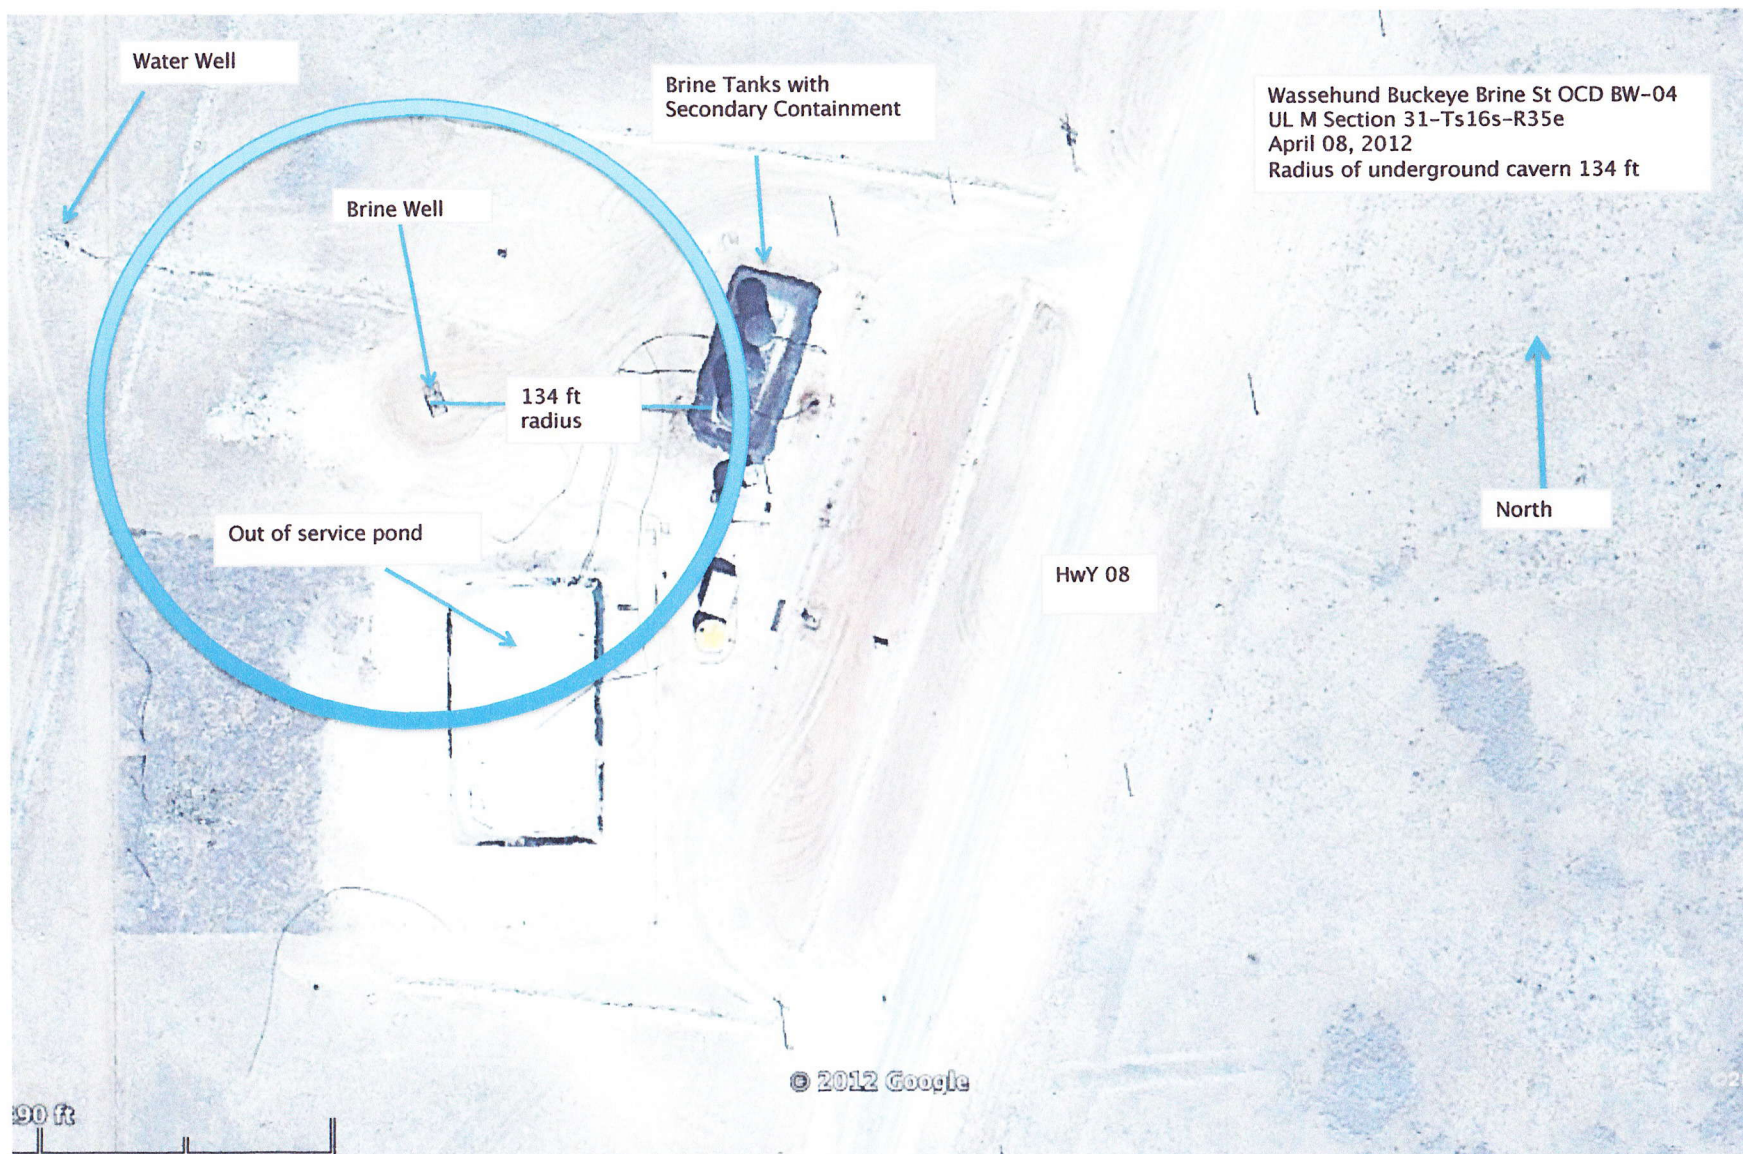 Water Well
Brine Tanks with
Secondary Containment
Wassehund Buckeye Brine St OCD BW-04
UL M Section 31-Ts16s-R35e
April 08, 2012
Radius of underground cavern 134 ft
Brine Well
134 ft
radius
North
Out of service pond
HwY 08
© 2012 Google
90 ft